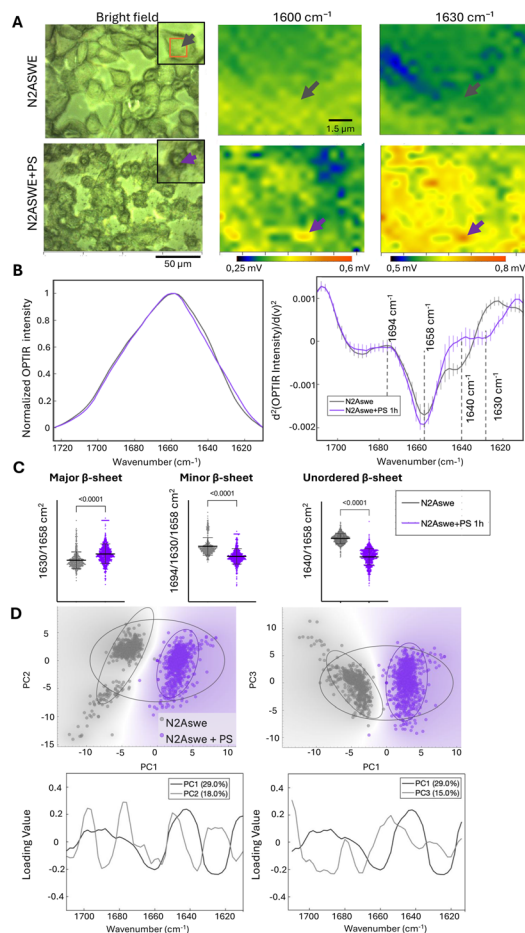 A
Bright field
1600 cm⁻¹
1630 cm⁻¹
N2ASWE
1.5 µm
N2ASWE+PS
50 µm
0,25 mV
0,6 mV
0,5 mV
0,8 mV
B
Normalized OPTIR intensity
1
0.8
0.6
0.4
0.2
0
1720
1700
1680
1660
1640
1620
Wavenumber (cm⁻¹)
d²(OPTIR Intensity)/d(v)²
0.001
0
-0.001
-0.002
1694 cm⁻¹
1658 cm⁻¹
1640 cm⁻¹
1630 cm⁻¹
N2Aswe
N2Aswe+PS 1h
1700
1680
1660
1640
1620
Wavenumber (cm⁻¹)
C
Major β-sheet
1630/1658 cm²
<0.0001
Minor β-sheet
1694/1630/1658 cm²
<0.0001
Unordered β-sheet
1640/1658 cm²
<0.0001
N2Aswe
N2Aswe+PS 1h
D
PC2
5
0
-5
-10
-15
N2Aswe
N2Aswe + PS
-10
-5
0
5
10
PC1
PC3
10
5
0
-5
-10
-10
-5
0
5
10
PC1
Loading Value
0.4
0.2
0
-0.2
-0.4
PC1 (29.0%)
PC2 (18.0%)
1700
1680
1660
1640
1620
Wavenumber (cm⁻¹)
Loading Value
0.4
0.2
0
-0.2
-0.4
PC1 (29.0%)
PC3 (15.0%)
1700
1680
1660
1640
1620
Wavenumber (cm⁻¹)